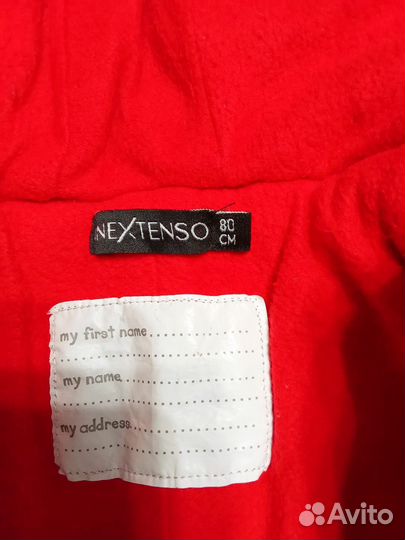 NEXTENSO
80
CM
my first name................
................................
my name................
................................
my address............
................................
Avito